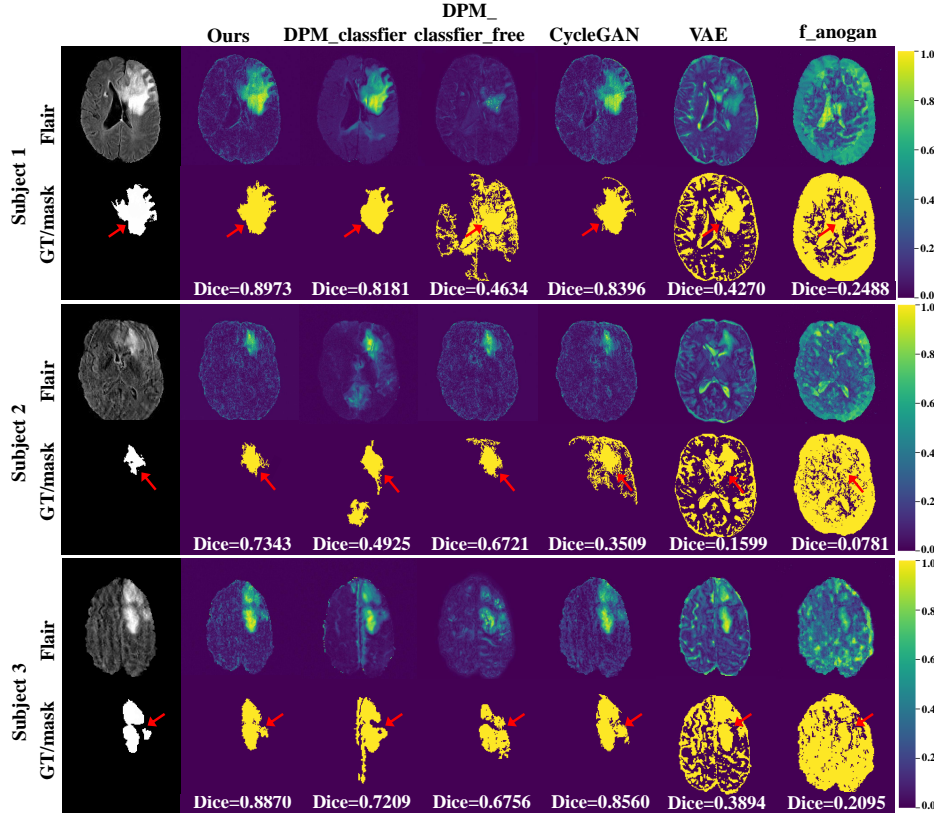 DPM_
Ours DPM_classfier classfier_free CycleGAN VAE f_anogan
Subject 1
Flair
GT/mask
Dice=0.8973 Dice=0.8181 Dice=0.4634 Dice=0.8396 Dice=0.4270 Dice=0.2488
1.0
0.8
0.6
0.4
0.2
0.0
Subject 2
Flair
GT/mask
Dice=0.7343 Dice=0.4925 Dice=0.6721 Dice=0.3509 Dice=0.1599 Dice=0.0781
1.0
0.8
0.6
0.4
0.2
0.0
Subject 3
Flair
GT/mask
Dice=0.8870 Dice=0.7209 Dice=0.6756 Dice=0.8560 Dice=0.3894 Dice=0.2095
1.0
0.8
0.6
0.4
0.2
0.0